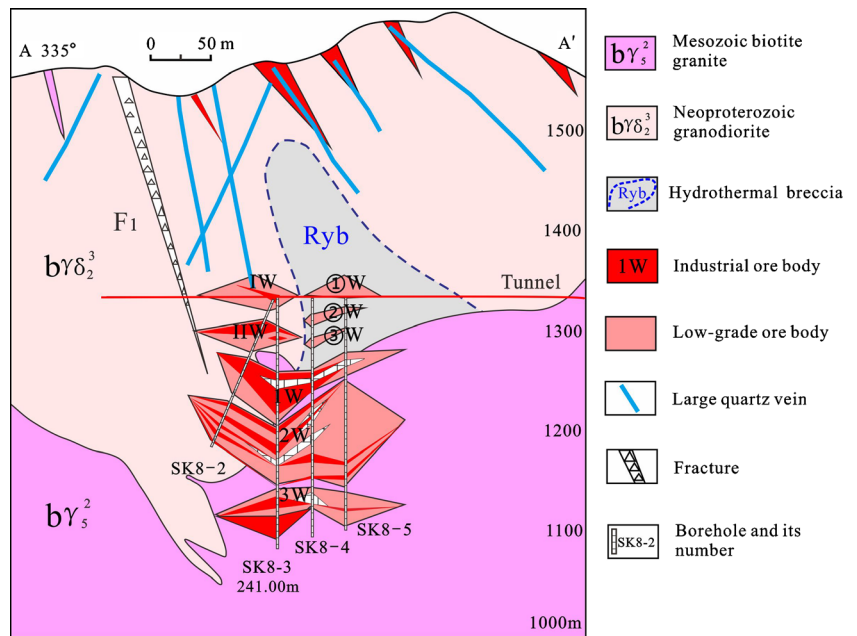 A 335°
0 50 m
A'
1500
F1
Ryb
1400
bγδ₂³
IW
①W
Tunnel
②W
IIW
③W
1300
1W
2W
1200
SK8-2
3W
bγ₅²
SK8-5
1100
SK8-4
SK8-3
241.00m
1000m
bγ₅² Mesozoic biotite
granite
bγδ₂³ Neoproterozoic
granodiorite
Ryb Hydrothermal breccia
1W Industrial ore body
Low-grade ore body
Large quartz vein
Fracture
SK8-2 Borehole and its
number